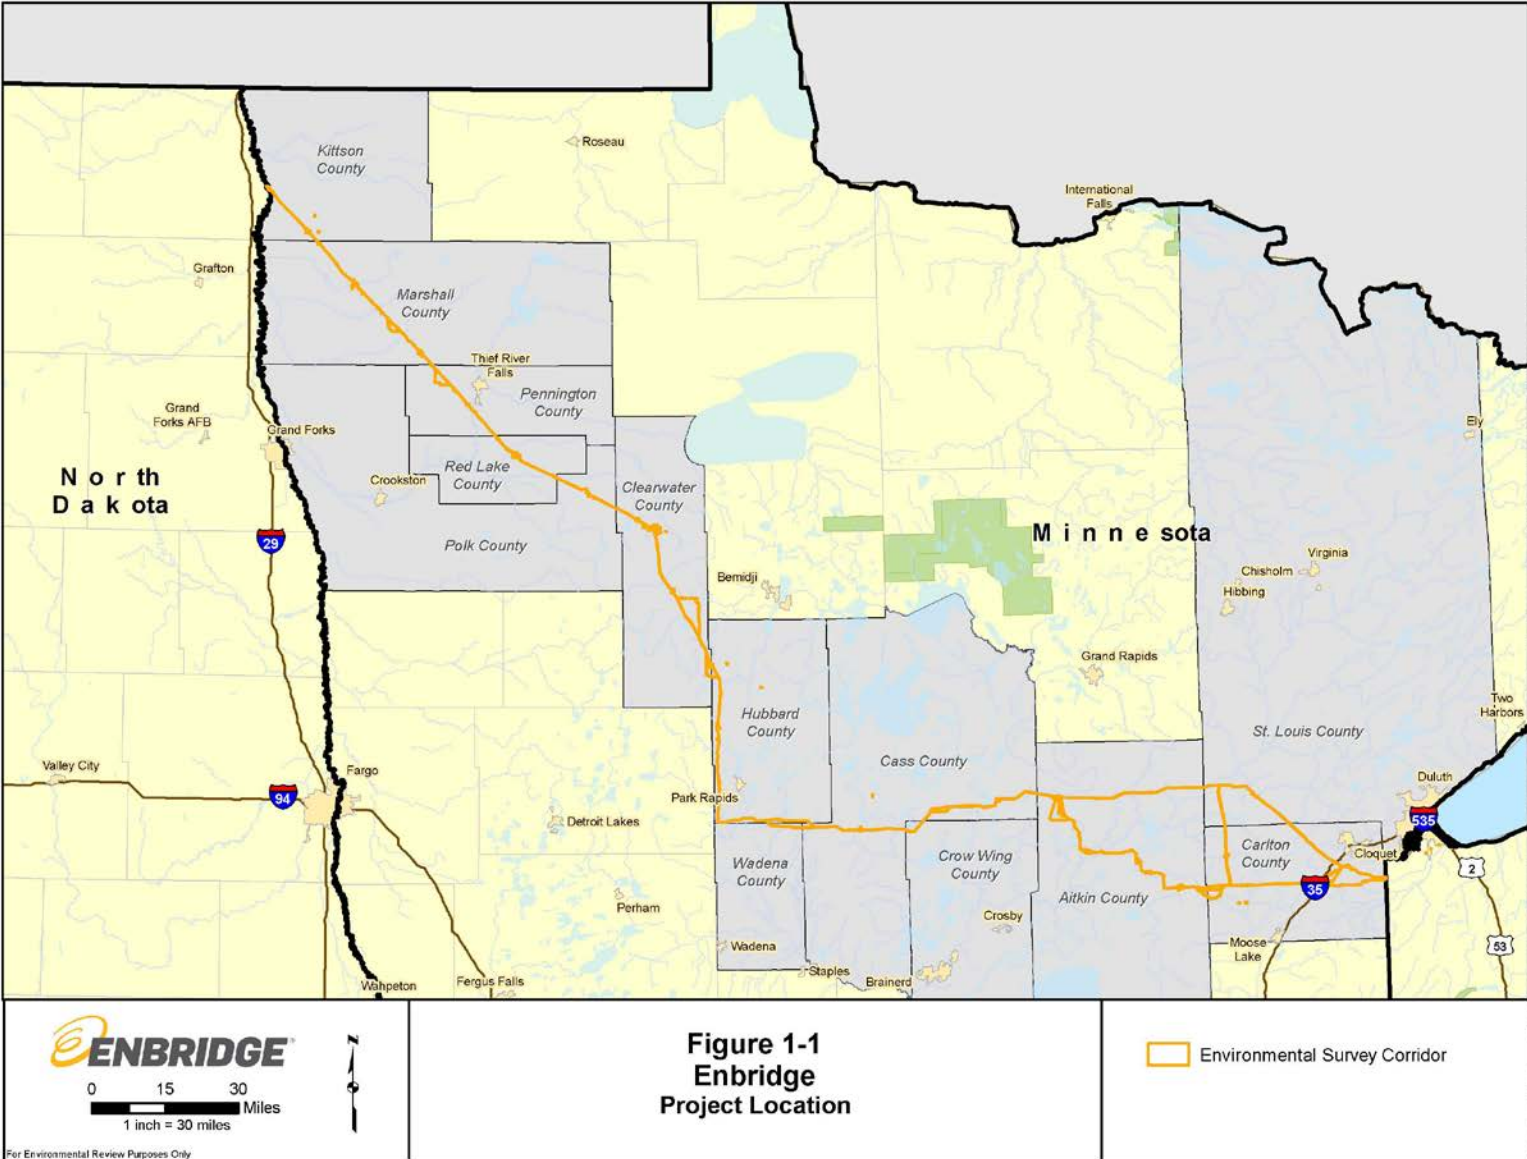 Kittson
County
Roseau
International
Falls
Grafton
Marshall
County
Thief River
Falls
Pennington
County
Grand
Forks AFB
Grand Forks
Ely
North
Dakota
Crookston
Red Lake
County
Clearwater
County
Minnesota
29
Polk County
Bemidji
Virginia
Chisholm
Hibbing
Grand Rapids
Two
Harbors
Hubbard
County
St. Louis County
Cass County
Valley City
Fargo
94
Park Rapids
Duluth
535
Detroit Lakes
Wadena
County
Crow Wing
County
Carlton
County
Cloquet
2
35
Aitkin County
Perham
Crosby
Wadena
Moose
Lake
53
Staples
Brainerd
Wahpeton
Fergus Falls
ENBRIDGE
N
0 15 30
Miles
1 inch = 30 miles
For Environmental Review Purposes Only
Figure 1-1
Enbridge
Project Location
Environmental Survey Corridor